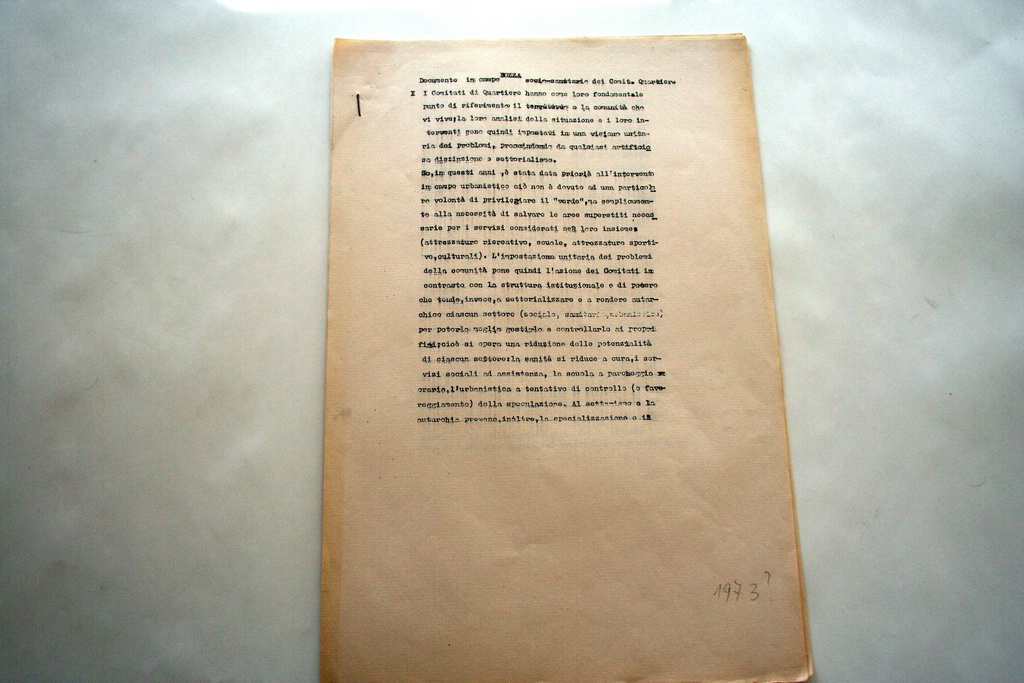 BOZZA
Documento in campo socio-sanitario dei Comit. Quartiere
I I Comitati di Quartiere hanno come loro fondamentale
punto di riferimento il e la comunità che
vi vive;la loro analisi della situazione e i loro in-
terventi sono quindi impostati in una visione unita-
ria dei problemi, prescindendo da qualsiasi artificio
sa distinzione o settorialismo.
So,in questi anni ,è stata data priorià all'intervento
in campo urbanistico ciò non è dovuto ad una particola
re volontà di privilegiare il "verde",ma semplicemen-
te alla necessità di salvare le aree superstiti neces
sarie per i servizi considerati nel loro insieme
(attrezzature ricreative, scuole, attrezzature sporti-
ve,culturali). L'impostazione unitaria dei problemi
della comunità pone quindi l'azione dei Comitati in
contrasto con la struttura istituzionale e di potere
che tende,invece,a settorializzare e a rendere autar-
chico ciascun settore (sociale, sanitario,urbanistico)
per poterlo meglio gestirlo e controllarlo ai propri
fini;cioè si opera una riduzione delle potenzialità
di ciascun settore:la sanità si riduce a cura,i ser-
vizi sociali ad assistenza, la scuola a parcheggio
orario,l'urbanistica a tentativo di controllo (o favo
reggiamento) della speculazione. Al settorismo e la
autarchia preme,inoltre,la specializzazione e il
1973?